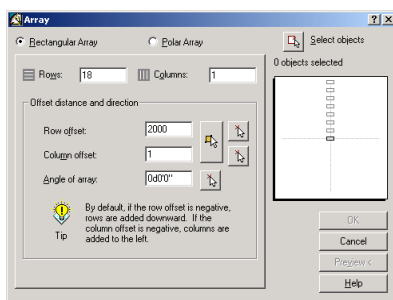 Array
Rectangular Array
Polar Array
Select objects
0 objects selected
Rows: 18
Columns: 1
Offset distance and direction
Row offset: 2000
Column offset: 1
Angle of array: 0d0'0"
Tip
By default, if the row offset is negative,
rows are added downward. If the
column offset is negative, columns are
added to the left.
OK
Cancel
Preview <
Help